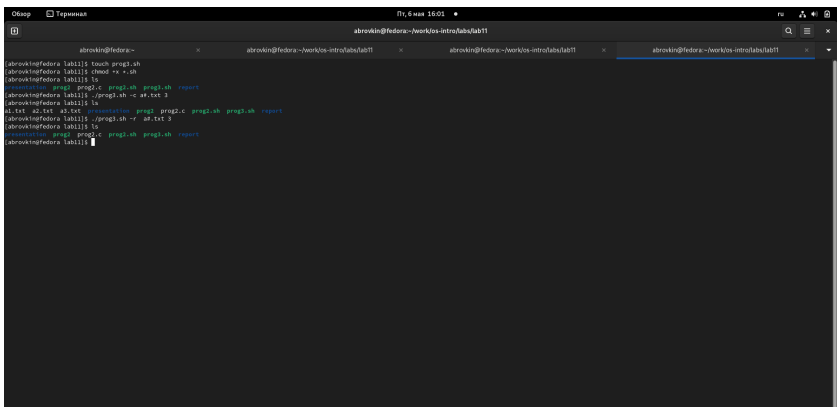 Обзор Терминал Пт, 6 мая 16:01 ru
abrovkin@fedora:~/work/os-intro/labs/lab11
abrovkin@fedora:~ abrovkin@fedora:~/work/os-intro/labs/lab11 abrovkin@fedora:~/work/os-intro/labs/lab11 abrovkin@fedora:~/work/os-intro/labs/lab11
[abrovkin@fedora lab11]$ touch prog3.sh
[abrovkin@fedora lab11]$ chmod +x *.sh
[abrovkin@fedora lab11]$ ls
presentation prog2 prog2.c prog2.sh prog3.sh report
[abrovkin@fedora lab11]$ ./prog3.sh -c a#.txt 3
[abrovkin@fedora lab11]$ ls
a1.txt a2.txt a3.txt presentation prog2 prog2.c prog2.sh prog3.sh report
[abrovkin@fedora lab11]$ ./prog3.sh -r a#.txt 3
[abrovkin@fedora lab11]$ ls
presentation prog2 prog2.c prog2.sh prog3.sh report
[abrovkin@fedora lab11]$